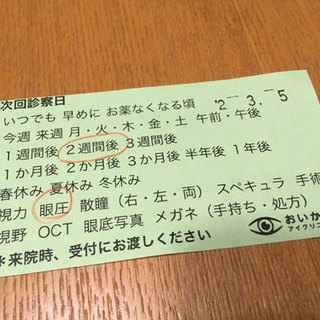 次回診察日
いつでも 早めに お薬なくなる頃 '2 - 3. - 5
今週 来週 月・火・木・金・土 午前・午後
1週間後 2週間後 3週間後
1か月後 2か月後 3か月後 半年後 1年後
春休み 夏休み 冬休み
視力 眼圧 散瞳（右・左・両） スペキュラ 手術
視野 OCT 眼底写真 メガネ（手持ち・処方）
＊来院時、受付にお渡しください
おいか
アイクリニ